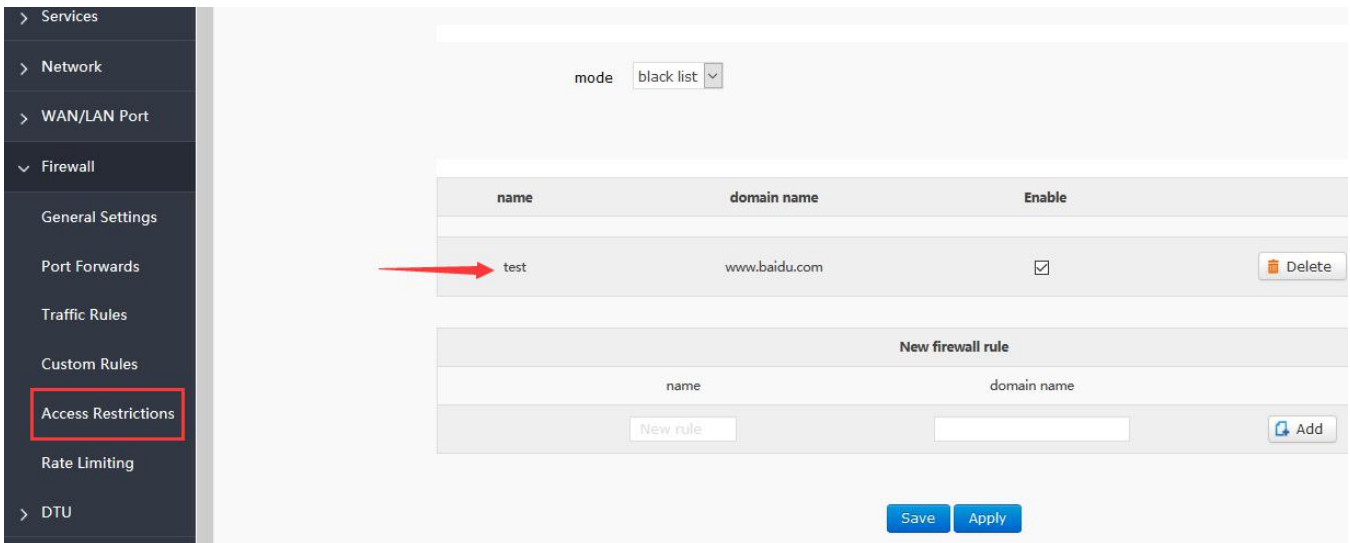 Services
Network
WAN/LAN Port
Firewall
General Settings
Port Forwards
Traffic Rules
Custom Rules
Access Restrictions
Rate Limiting
DTU
mode black list
name domain name Enable
test www.baidu.com Delete
New firewall rule
name domain name
New rule Add
Save Apply